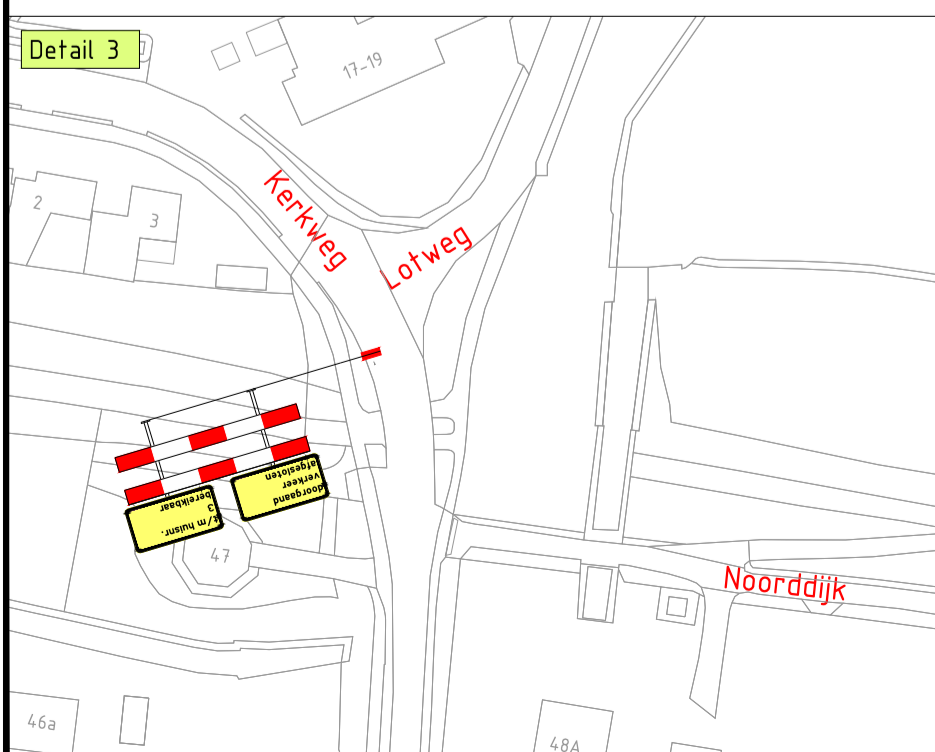 Detail 3
17-19
2
3
Kerkweg
Lotweg
doorgaand
verkeer
afgesloten
t/m huisnr.
3
bereikbaar
47
Noorddijk
46a
48A